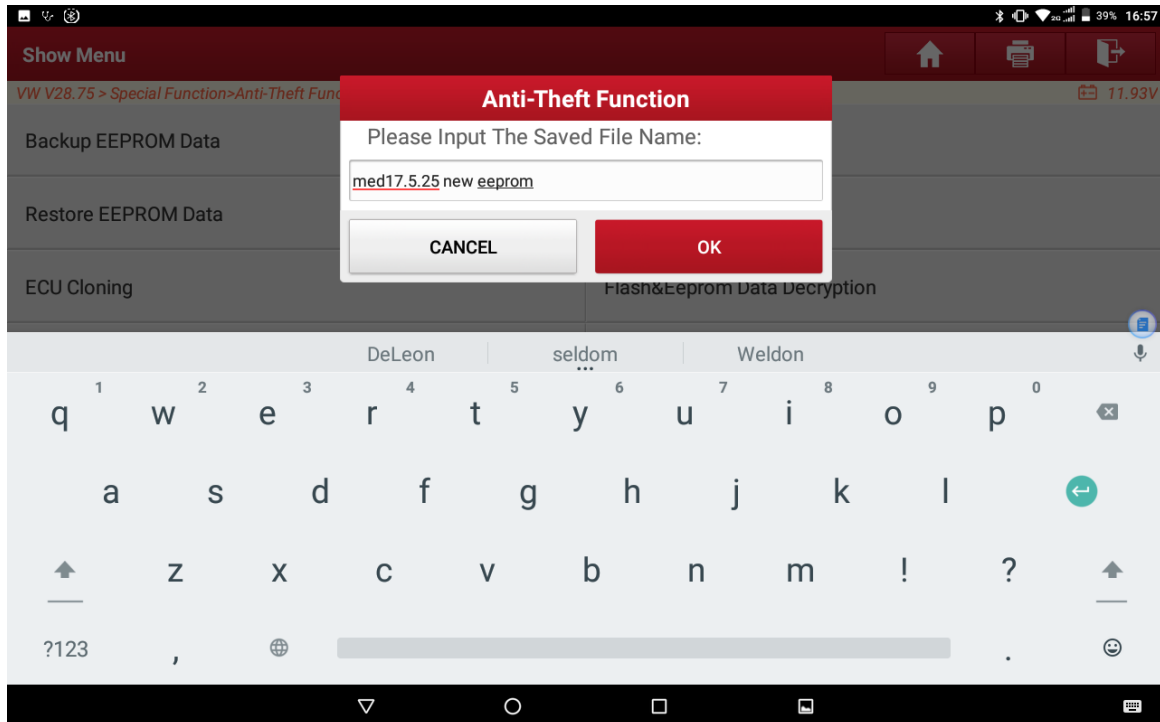 39% 16:57
Show Menu
VW V28.75 > Special Function>Anti-Theft Func
11.93V
Anti-Theft Function
Please Input The Saved File Name:
med17.5.25 new eeprom
CANCEL OK
Backup EEPROM Data
Restore EEPROM Data
ECU Cloning
Flash&Eeprom Data Decryption
DeLeon seldom Weldon
1 2 3 4 5 6 7 8 9 0
q w e r t y u i o p
a s d f g h j k l
z x c v b n m ! ?
?123 , .